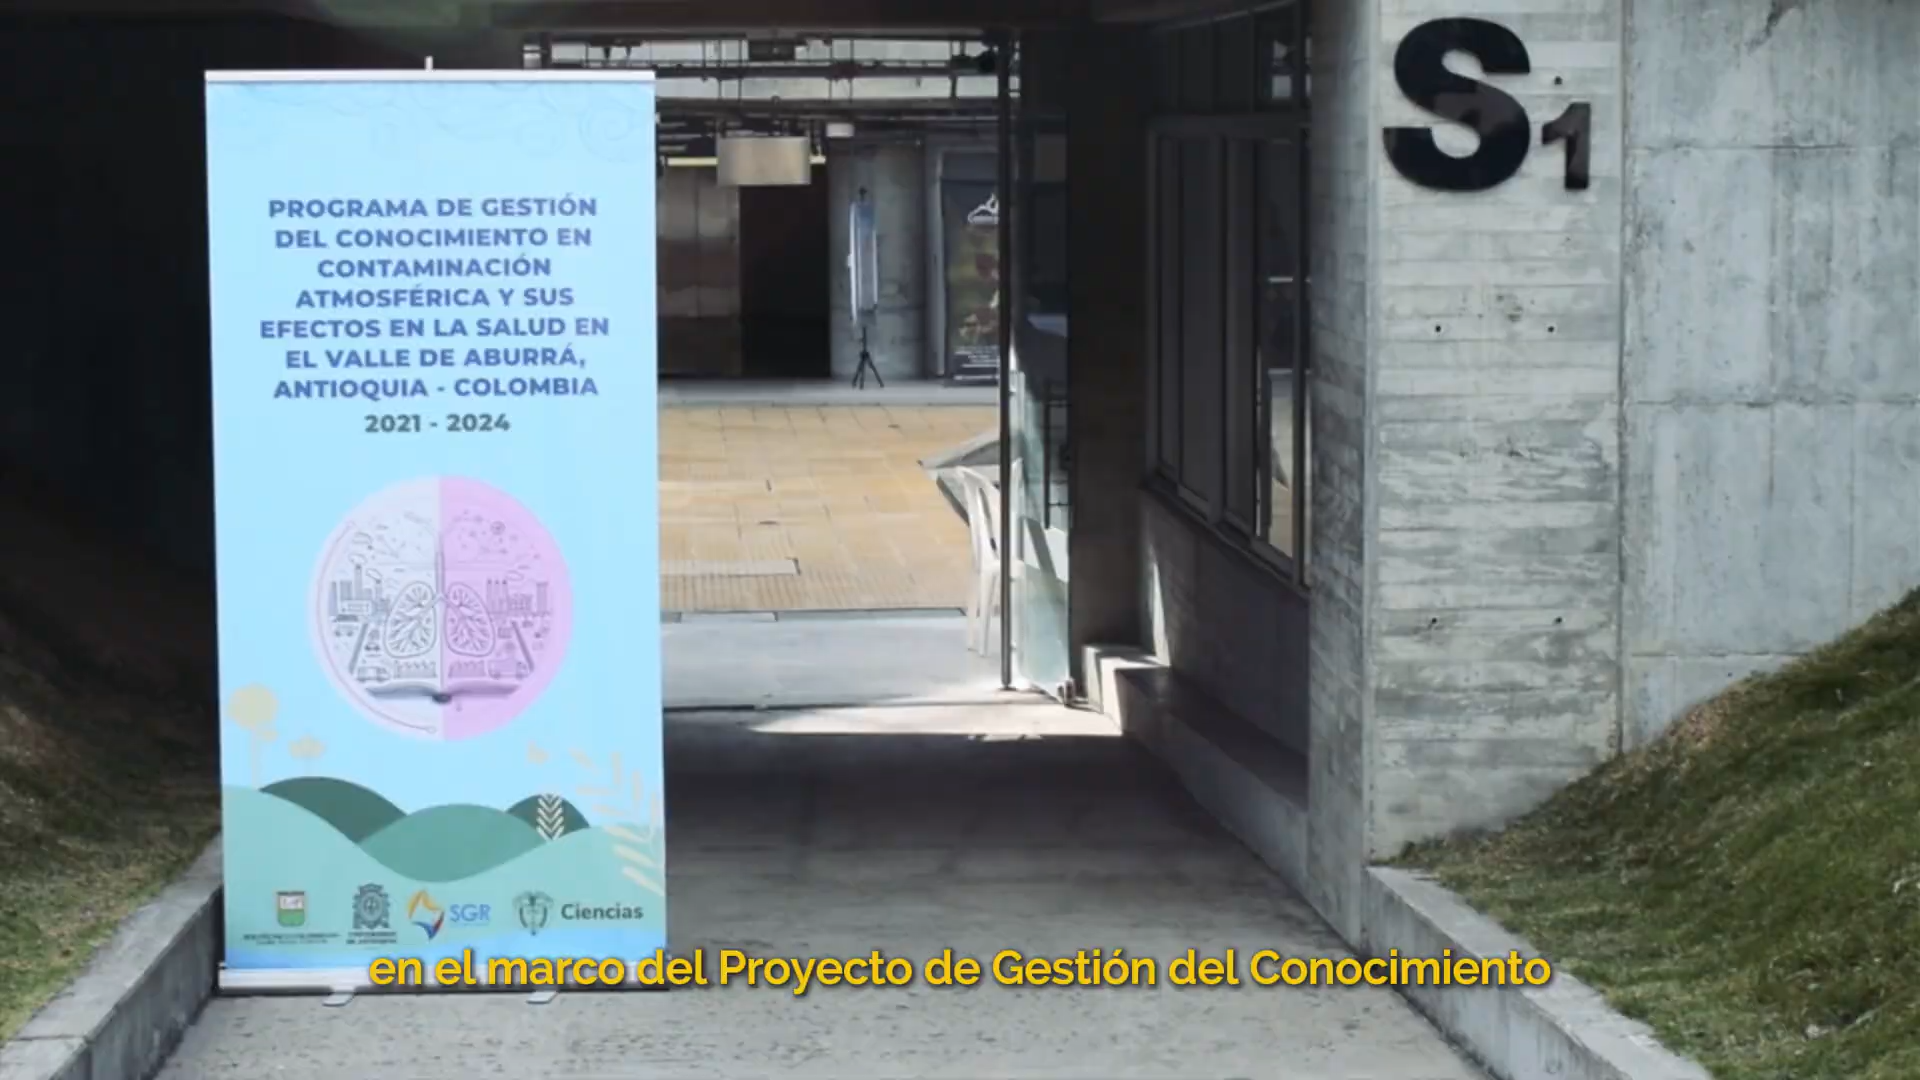 S1
PROGRAMA DE GESTIÓN
DEL CONOCIMIENTO EN
CONTAMINACIÓN
ATMOSFÉRICA Y SUS
EFECTOS EN LA SALUD EN
EL VALLE DE ABURRÁ,
ANTIOQUIA - COLOMBIA
2021 - 2024
SGR
Ciencias
en el marco del Proyecto de Gestión del Conocimiento